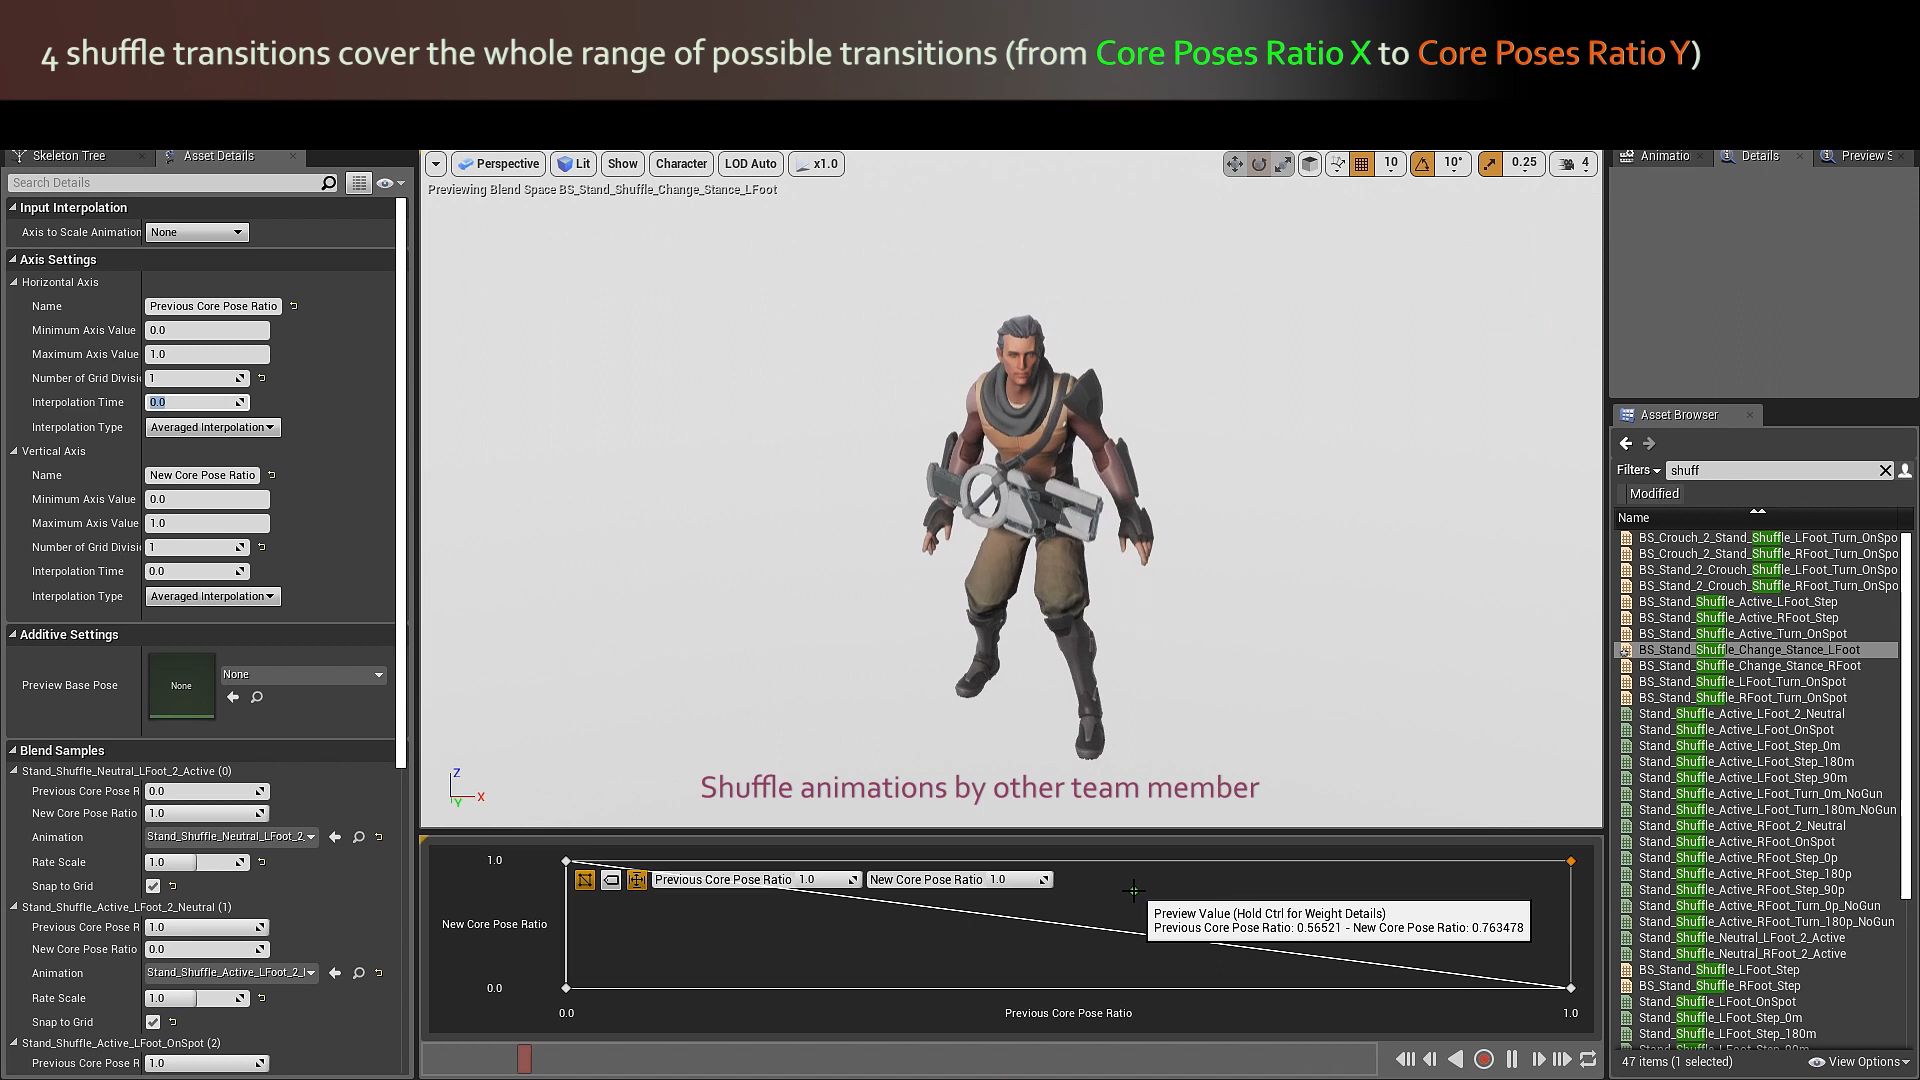 4 shuffle transitions cover the whole range of possible transitions (from Core Poses Ratio X to Core Poses Ratio Y)
Skeleton Tree
Asset Details
Search Details
Input Interpolation
Axis to Scale Animation
None
Axis Settings
Horizontal Axis
Name
Previous Core Pose Ratio
Minimum Axis Value
0.0
Maximum Axis Value
1.0
Number of Grid Divisi
1
Interpolation Time
0.0
Interpolation Type
Averaged Interpolation
Vertical Axis
Name
New Core Pose Ratio
Minimum Axis Value
0.0
Maximum Axis Value
1.0
Number of Grid Divisi
1
Interpolation Time
0.0
Interpolation Type
Averaged Interpolation
Additive Settings
Preview Base Pose
None
None
Blend Samples
Stand_Shuffle_Neutral_LFoot_2_Active (0)
Previous Core Pose R
0.0
New Core Pose Ratio
1.0
Animation
Stand_Shuffle_Neutral_LFoot_2_
Rate Scale
1.0
Snap to Grid
Stand_Shuffle_Active_LFoot_2_Neutral (1)
Previous Core Pose R
1.0
New Core Pose Ratio
0.0
Animation
Stand_Shuffle_Active_LFoot_2_I
Rate Scale
1.0
Snap to Grid
Stand_Shuffle_Active_LFoot_OnSpot (2)
Previous Core Pose R
1.0
Perspective
Lit
Show
Character
LOD Auto
x1.0
10
10°
0.25
4
Previewing Blend Space BS_Stand_Shuffle_Change_Stance_LFoot
Z
X
Y
Shuffle animations by other team member
1.0
Previous Core Pose Ratio 1.0
New Core Pose Ratio 1.0
New Core Pose Ratio
Preview Value (Hold Ctrl for Weight Details)
Previous Core Pose Ratio: 0.56521 - New Core Pose Ratio: 0.763478
0.0
0.0
Previous Core Pose Ratio
1.0
Animatio
Details
Preview S
Asset Browser
Filters
shuff
Modified
Name
BS_Crouch_2_Stand_Shuffle_LFoot_Turn_OnSpo
BS_Crouch_2_Stand_Shuffle_RFoot_Turn_OnSpo
BS_Stand_2_Crouch_Shuffle_LFoot_Turn_OnSpo
BS_Stand_2_Crouch_Shuffle_RFoot_Turn_OnSpo
BS_Stand_Shuffle_Active_LFoot_Step
BS_Stand_Shuffle_Active_RFoot_Step
BS_Stand_Shuffle_Active_Turn_OnSpot
BS_Stand_Shuffle_Change_Stance_LFoot
BS_Stand_Shuffle_Change_Stance_RFoot
BS_Stand_Shuffle_LFoot_Turn_OnSpot
BS_Stand_Shuffle_RFoot_Turn_OnSpot
Stand_Shuffle_Active_LFoot_2_Neutral
Stand_Shuffle_Active_LFoot_OnSpot
Stand_Shuffle_Active_LFoot_Step_0m
Stand_Shuffle_Active_LFoot_Step_180m
Stand_Shuffle_Active_LFoot_Step_90m
Stand_Shuffle_Active_LFoot_Turn_0m_NoGun
Stand_Shuffle_Active_LFoot_Turn_180m_NoGun
Stand_Shuffle_Active_RFoot_2_Neutral
Stand_Shuffle_Active_RFoot_OnSpot
Stand_Shuffle_Active_RFoot_Step_0p
Stand_Shuffle_Active_RFoot_Step_180p
Stand_Shuffle_Active_RFoot_Step_90p
Stand_Shuffle_Active_RFoot_Turn_0p_NoGun
Stand_Shuffle_Active_RFoot_Turn_180p_NoGun
Stand_Shuffle_Neutral_LFoot_2_Active
Stand_Shuffle_Neutral_RFoot_2_Active
BS_Stand_Shuffle_LFoot_Step
BS_Stand_Shuffle_RFoot_Step
Stand_Shuffle_LFoot_OnSpot
Stand_Shuffle_LFoot_Step_0m
Stand_Shuffle_LFoot_Step_180m
47 items (1 selected)
View Options